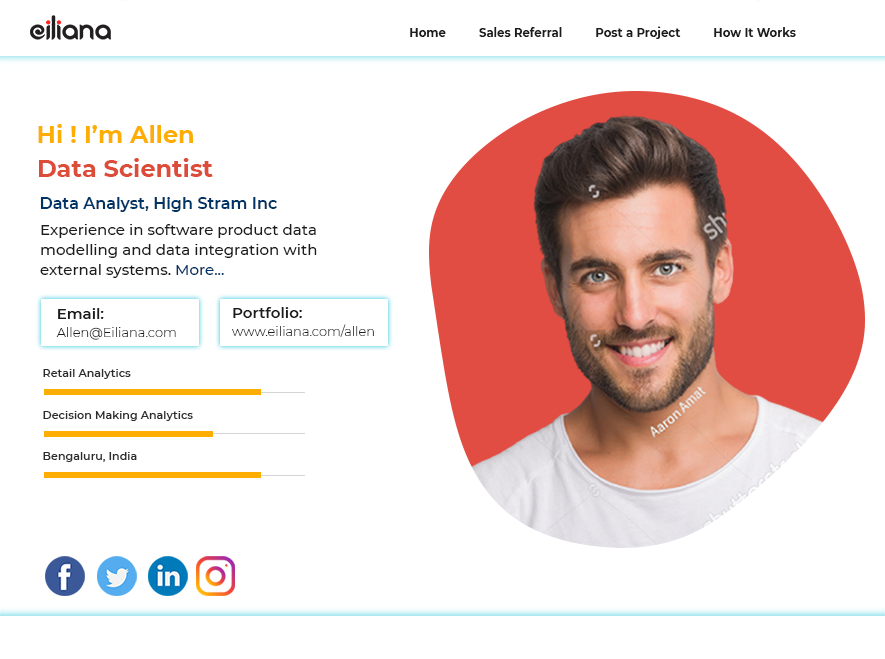 eiliana
Home Sales Referral Post a Project How It Works
Hi ! I’m Allen
Data Scientist
Data Analyst, HIgh Stram Inc
Experience in software product data
modelling and data integration with
external systems. More...
Email:
Allen@Eiliana.com
Portfolio:
www.eiliana.com/allen
Retail Analytics
Decision Making Analytics
Bengaluru, India
f
in
Aaron Amat